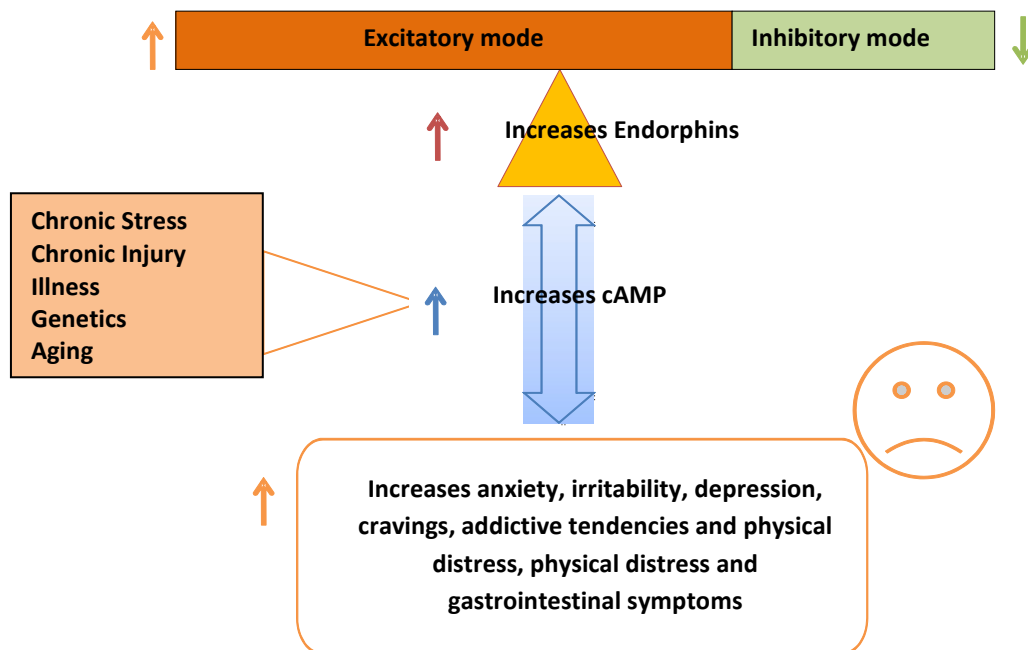 Excitatory mode
Inhibitory mode
Increases Endorphins
Chronic Stress
Chronic Injury
Illness
Genetics
Aging
Increases cAMP
Increases anxiety, irritability, depression,
cravings, addictive tendencies and physical
distress, physical distress and
gastrointestinal symptoms